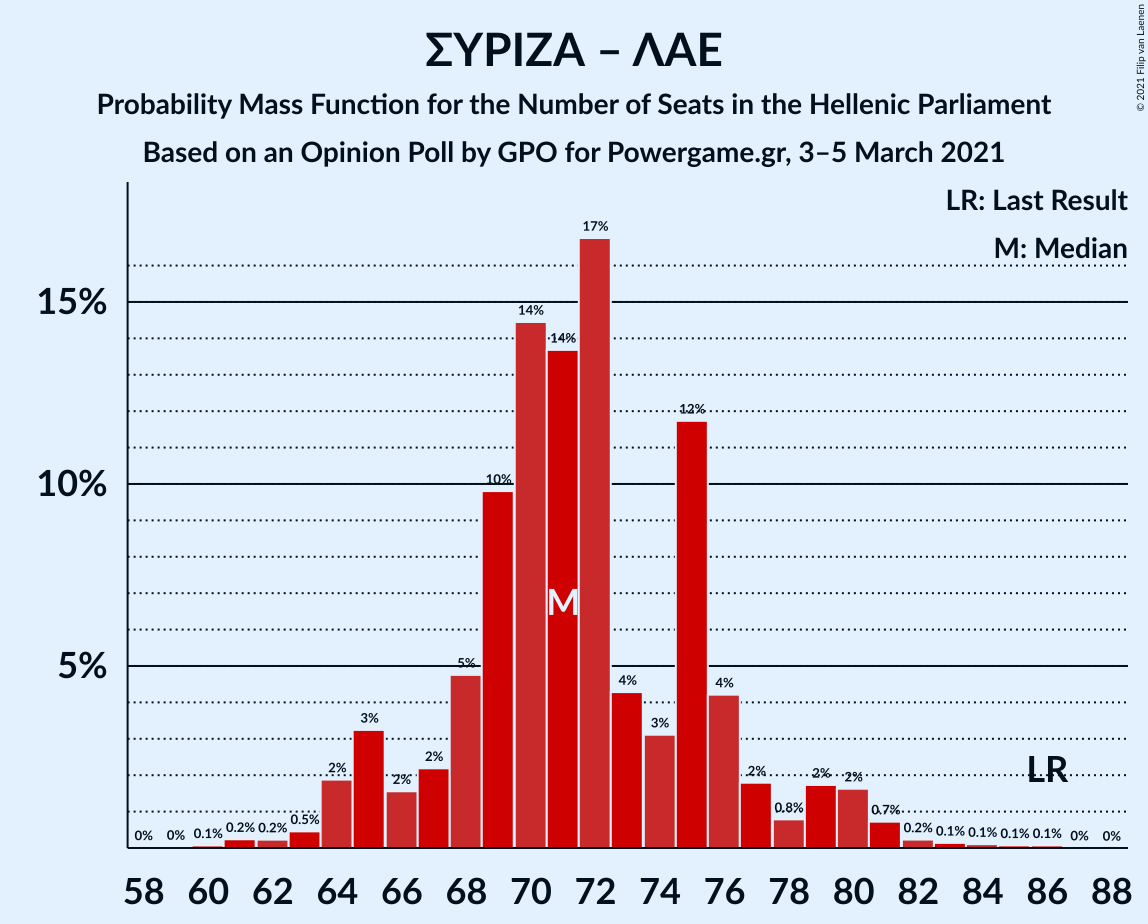 ΣΥΡΙΖΑ – ΛΑΕ
Probability Mass Function for the Number of Seats in the Hellenic Parliament
Based on an Opinion Poll by GPO for Powergame.gr, 3–5 March 2021
© 2021 Filip van Laenen
LR: Last Result
M: Median
15%
10%
5%
0% 0% 0.1% 0.2% 0.2% 0.5% 2% 3% 2% 2% 5% 10% 14% 14% 17% 4% 3% 12% 4% 2% 0.8% 2% 2% 0.7% 0.2% 0.1% 0.1% 0.1% 0.1% 0% 0%
M
LR
58 60 62 64 66 68 70 72 74 76 78 80 82 84 86 88